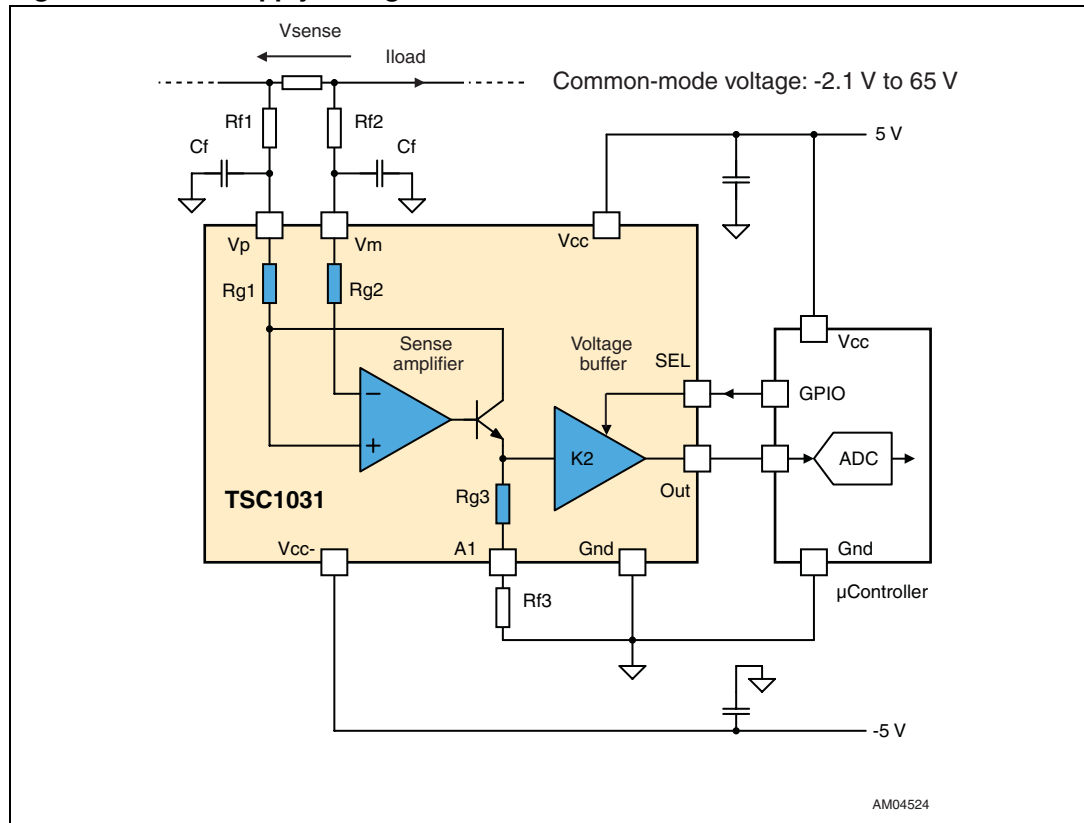 Vsense
Iload
Common-mode voltage: -2.1 V to 65 V
Rf1
Rf2
5 V
Cf
Cf
Vp
Vm
Vcc
Rg1
Rg2
Vcc
Sense
amplifier
Voltage
buffer
SEL
GPIO
−
+
K2
ADC
Rg3
Out
TSC1031
Vcc-
A1
Gnd
Gnd
Rf3
µController
-5 V
AM04524